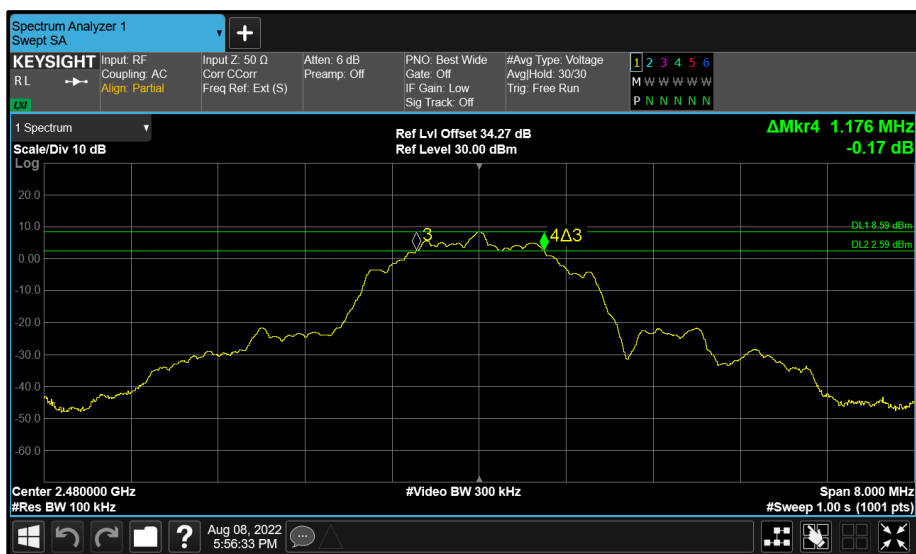 Spectrum Analyzer 1
Swept SA
+
KEYSIGHT
RL
LXI
Input: RF
Coupling: AC
Align: Partial
Input Z: 50 Ω
Corr CCorr
Freq Ref: Ext (S)
Atten: 6 dB
Preamp: Off
PNO: Best Wide
Gate: Off
IF Gain: Low
Sig Track: Off
#Avg Type: Voltage
Avg|Hold: 30/30
Trig: Free Run
1 2 3 4 5 6
M W W W W W
P N N N N N
1 Spectrum
Scale/Div 10 dB
Ref Lvl Offset 34.27 dB
Ref Level 30.00 dBm
ΔMkr4 1.176 MHz
-0.17 dB
Log
20.0
10.0
0.00
-10.0
-20.0
-30.0
-40.0
-50.0
-60.0
3
4Δ3
DL1 8.59 dBm
DL2 2.59 dBm
Center 2.480000 GHz
#Res BW 100 kHz
#Video BW 300 kHz
Span 8.000 MHz
#Sweep 1.00 s (1001 pts)
?
Aug 08, 2022
5:56:33 PM